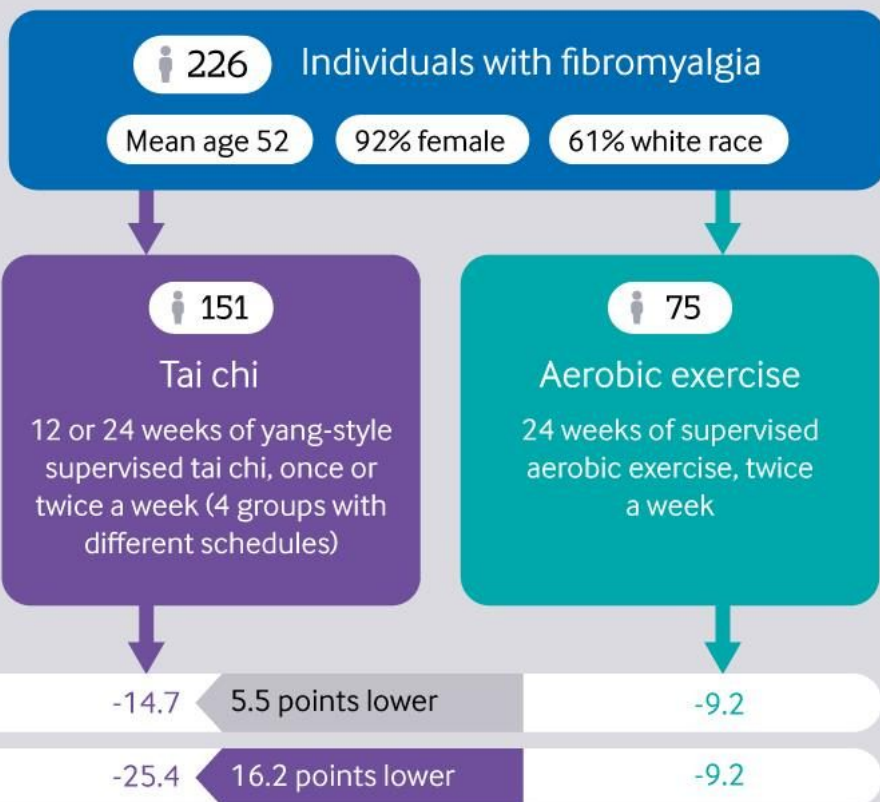 226 Individuals with fibromyalgia
Mean age 52 92% female 61% white race
151
Tai chi
12 or 24 weeks of yang-style
supervised tai chi, once or
twice a week (4 groups with
different schedules)
75
Aerobic exercise
24 weeks of supervised
aerobic exercise, twice
a week
-14.7 5.5 points lower -9.2
-25.4 16.2 points lower -9.2